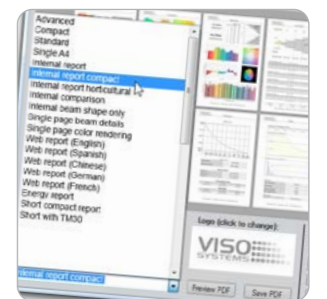 Advanced
Compact
Standard
Single A4
Internal report
Internal report compact
Internal report horticultural
Internal comparison
Internal beam shape only
Single page beam details
Single page color rendering
Web report (English)
Web report (Spanish)
Web report (Chinese)
Web report (German)
Web report (French)
Energy report
Short compact report
Short with TM30
Internal report compact
Logo (click to change):
VISO
SYSTEMS
Preview PDF
Save PDF